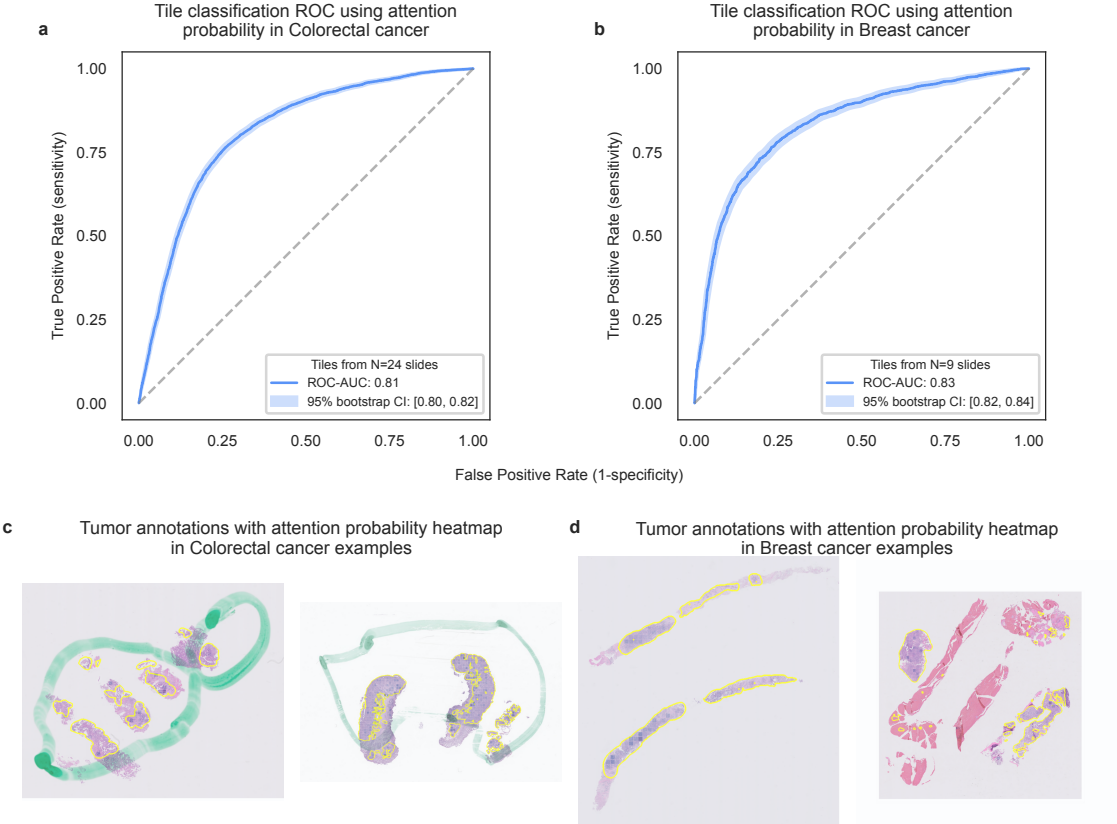 a
Tile classification ROC using attention
probability in Colorectal cancer
True Positive Rate (sensitivity)
1.00
0.75
0.50
0.25
0.00
Tiles from N=24 slides
ROC-AUC: 0.81
95% bootstrap CI: [0.80, 0.82]
0.00 0.25 0.50 0.75 1.00
b
Tile classification ROC using attention
probability in Breast cancer
True Positive Rate (sensitivity)
1.00
0.75
0.50
0.25
0.00
Tiles from N=9 slides
ROC-AUC: 0.83
95% bootstrap CI: [0.82, 0.84]
0.00 0.25 0.50 0.75 1.00
False Positive Rate (1-specificity)
c
Tumor annotations with attention probability heatmap
in Colorectal cancer examples
d
Tumor annotations with attention probability heatmap
in Breast cancer examples